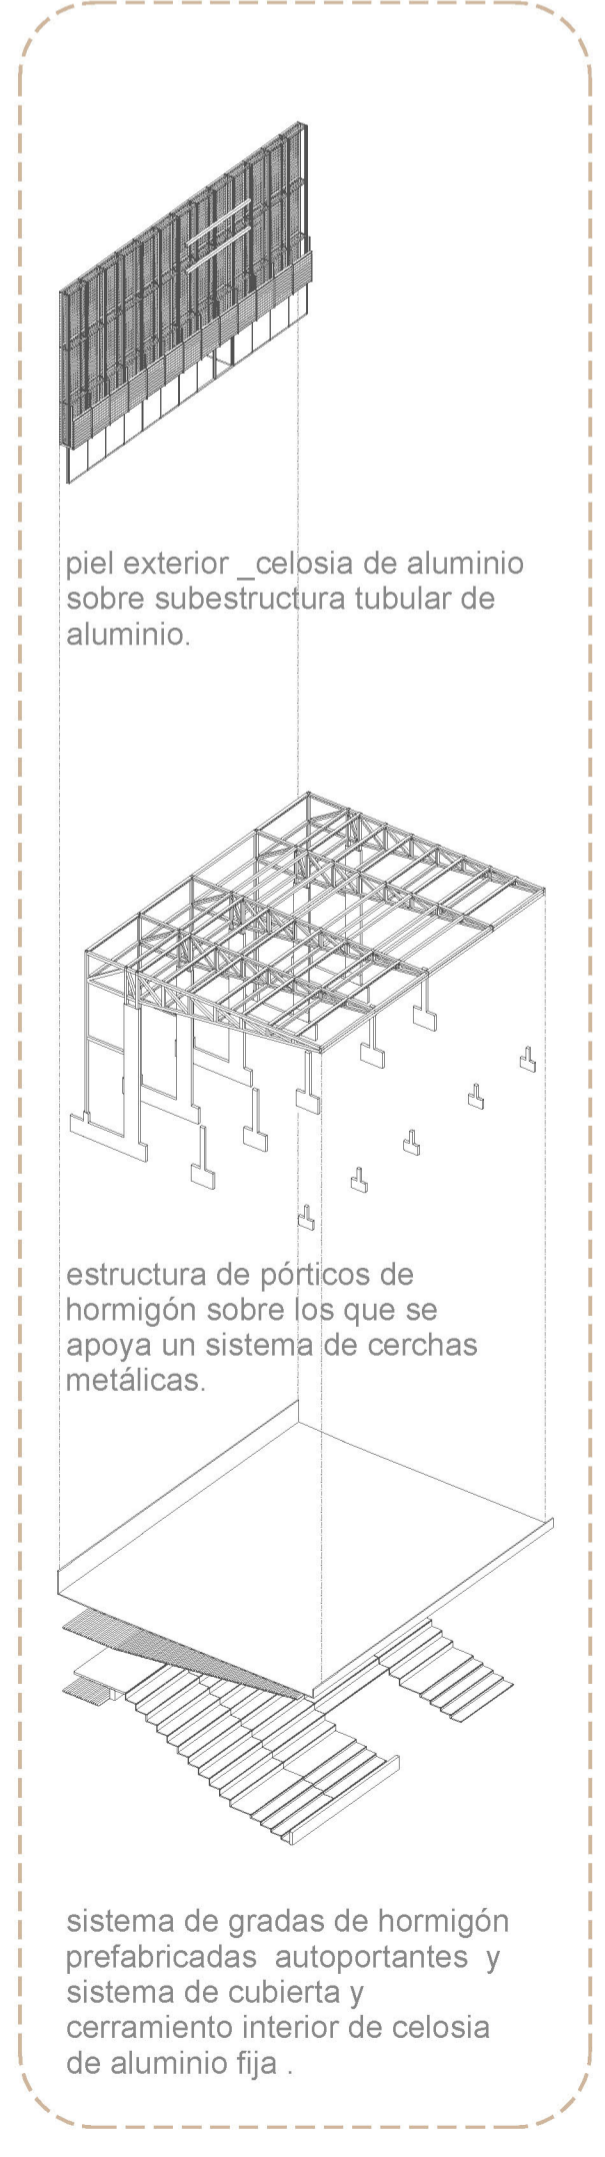 piel exterior _celosia de aluminio
sobre subestructura tubular de
aluminio.
estructura de pórticos de
hormigón sobre los que se
apoya un sistema de cerchas
metálicas.
sistema de gradas de hormigón
prefabricadas autoportantes y
sistema de cubierta y
cerramiento interior de celosia
de aluminio fija .